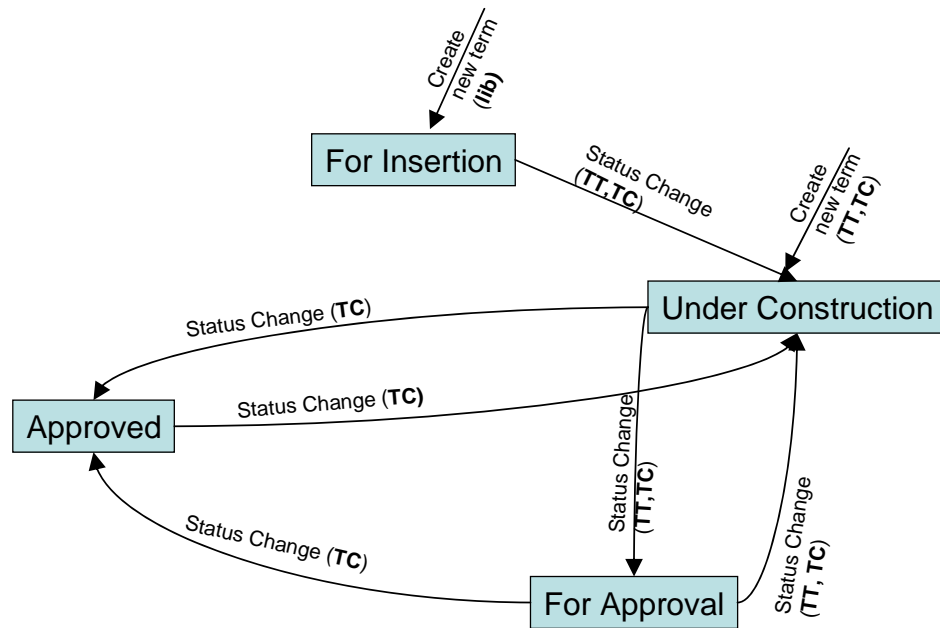 Create
new term
(lib)
For Insertion
Status Change
(TT,TC)
Create
new term
(TT,TC)
Under Construction
Status Change (TC)
Status Change (TC)
Approved
Status Change
(TT,TC)
Status Change
(TT, TC)
Status Change (TC)
For Approval